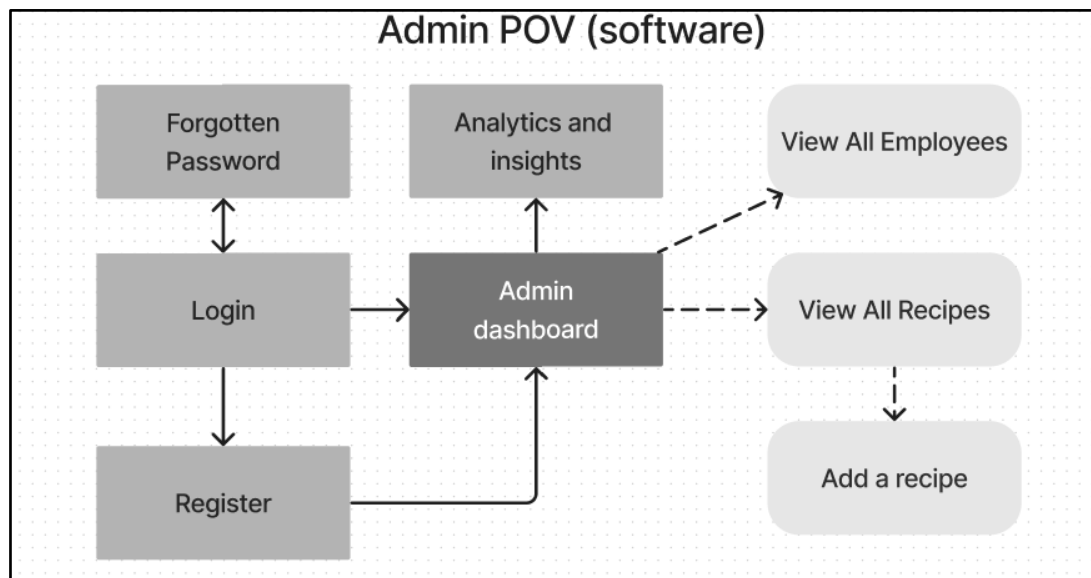 Admin POV (software)
Forgotten
Password
Analytics and
insights
View All Employees
Login
Admin
dashboard
View All Recipes
Register
Add a recipe